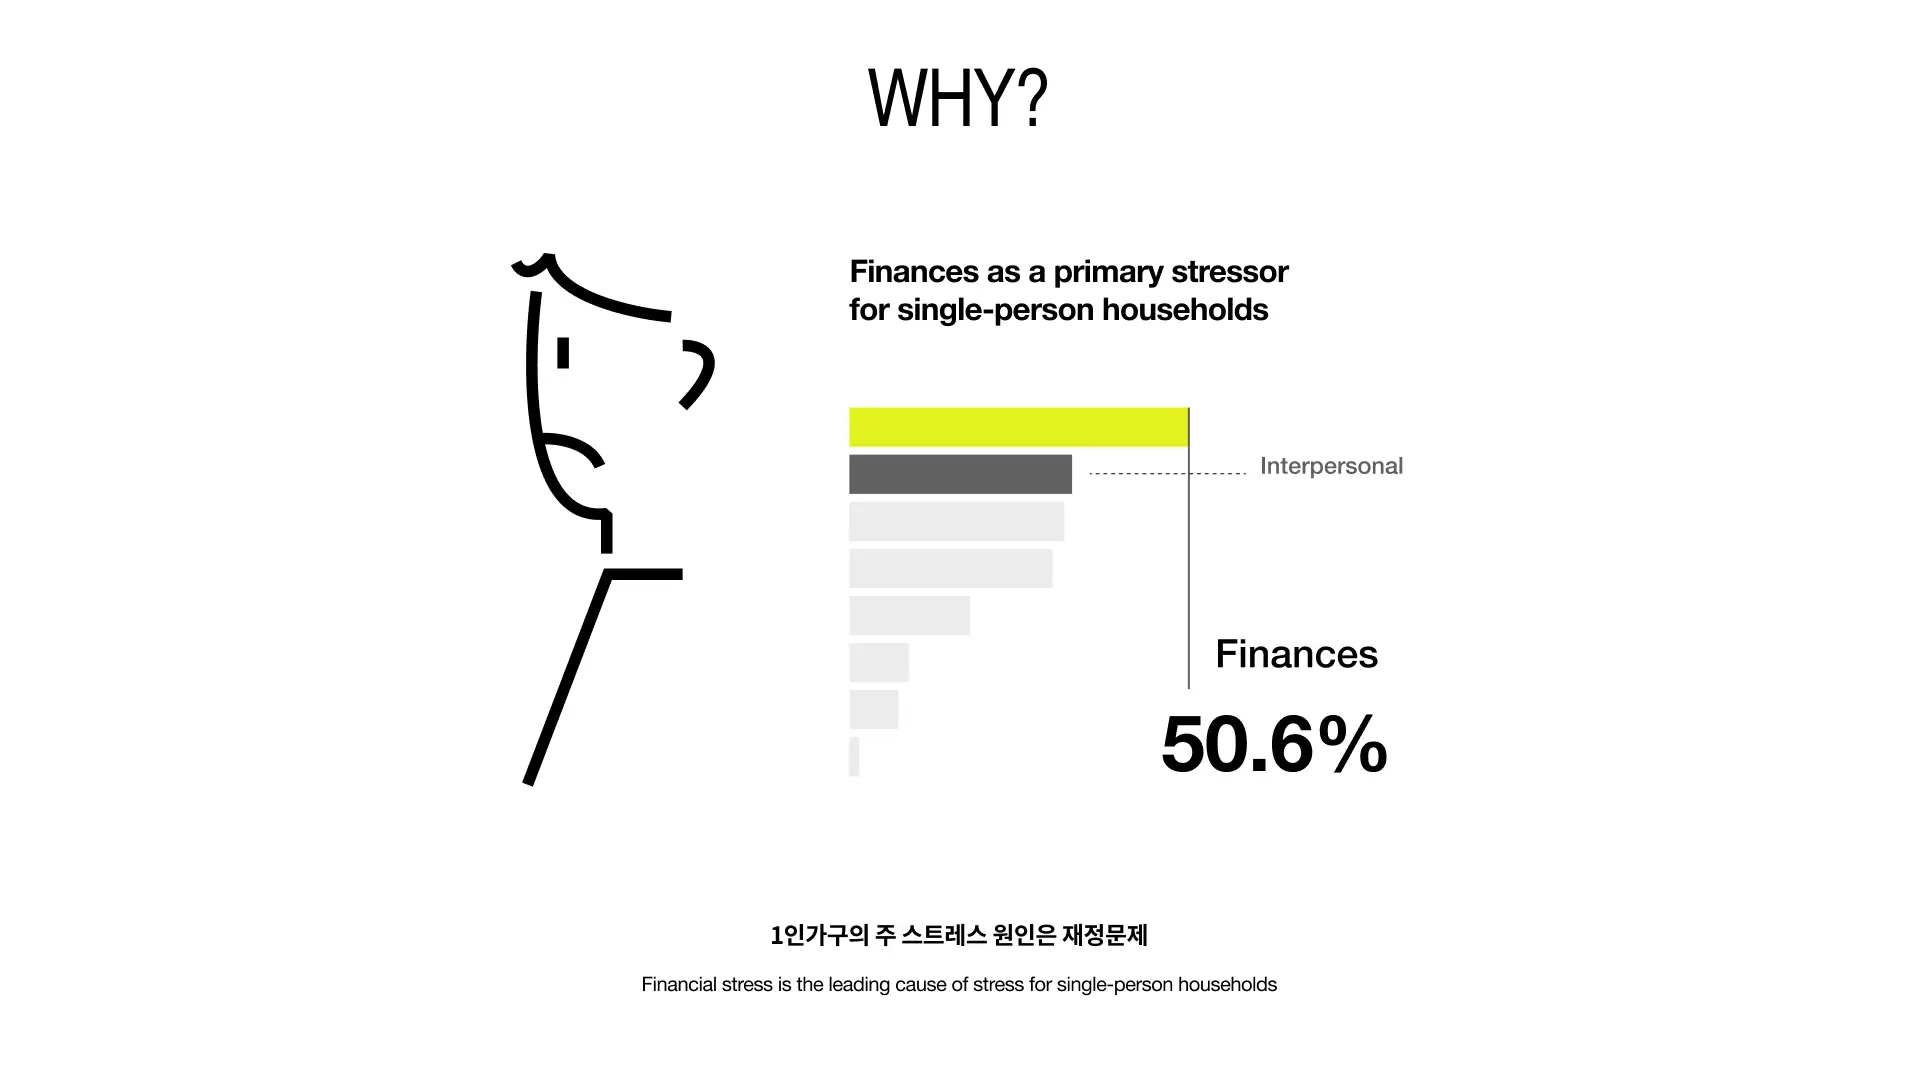 WHY?
Finances as a primary stressor
for single-person households
Interpersonal
Finances
50.6%
1인가구의 주 스트레스 원인은 재정문제
Financial stress is the leading cause of stress for single-person households